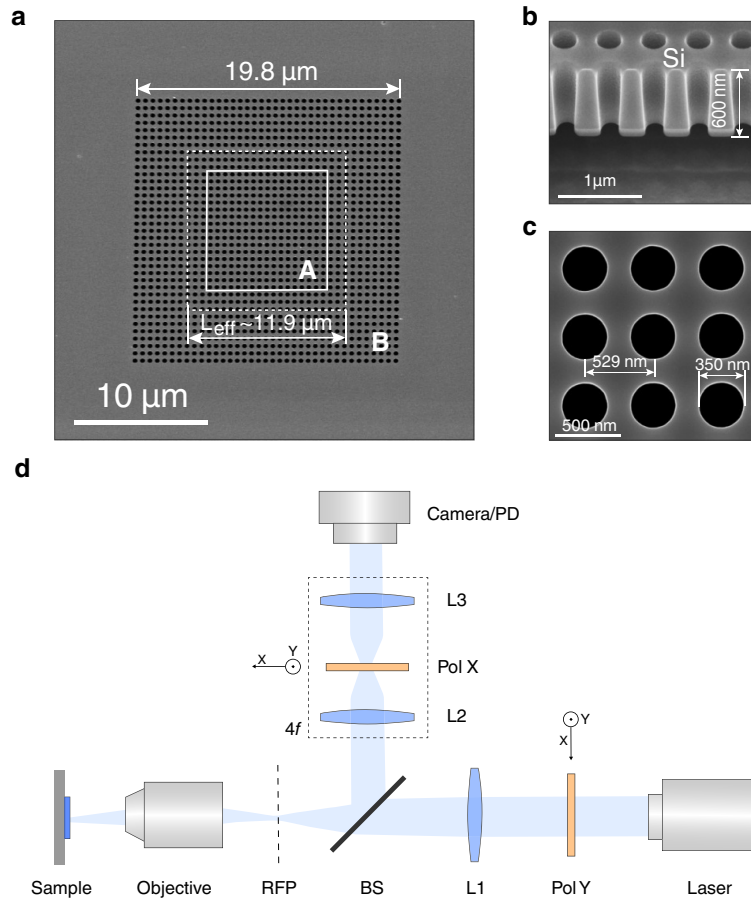 a
19.8 µm
A
L_eff ~11.9 µm
B
10 µm
b
Si
600 nm
1µm
c
529 nm
350 nm
500 nm
d
Camera/PD
L3
X Y
Pol X
L2
4f
Y
X
Sample Objective RFP BS L1 Pol Y Laser